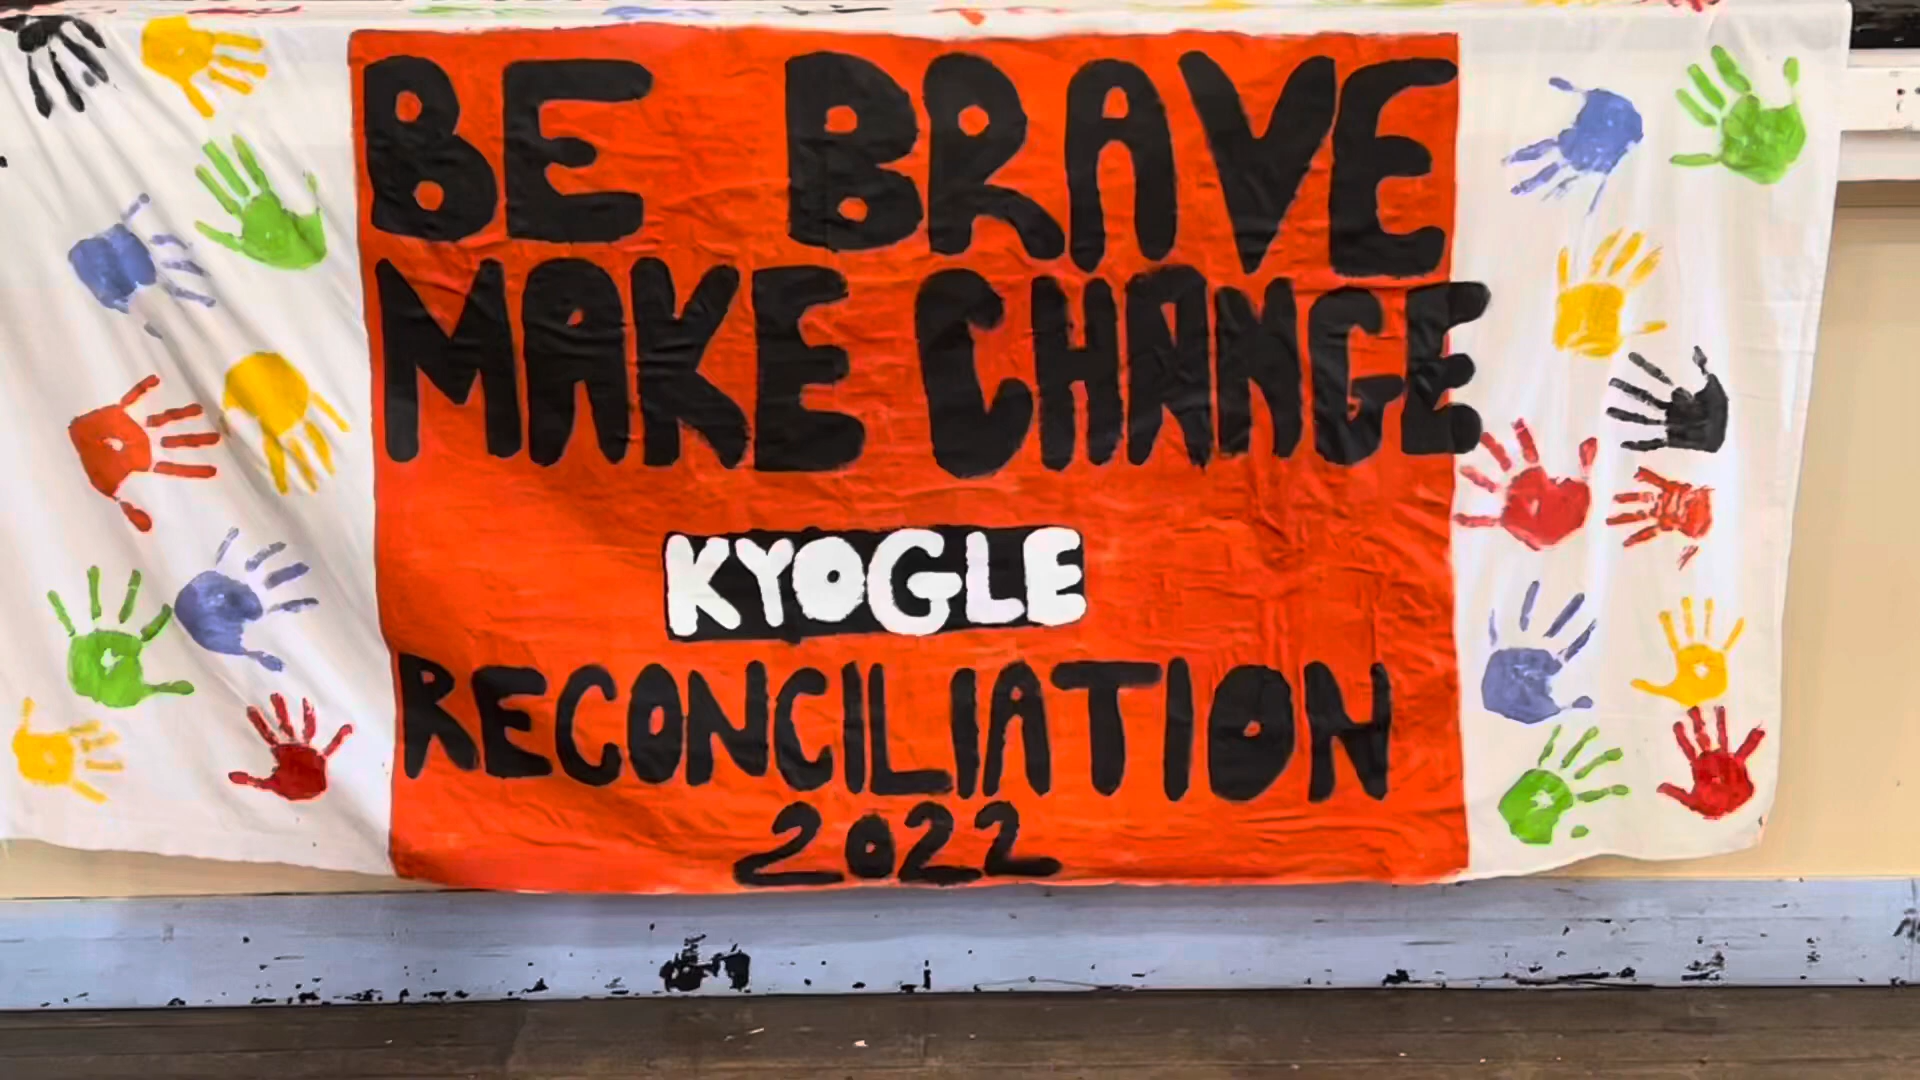 BE BRAVE
MAKE CHANGE
KYOGLE
RECONCILIATION
2022